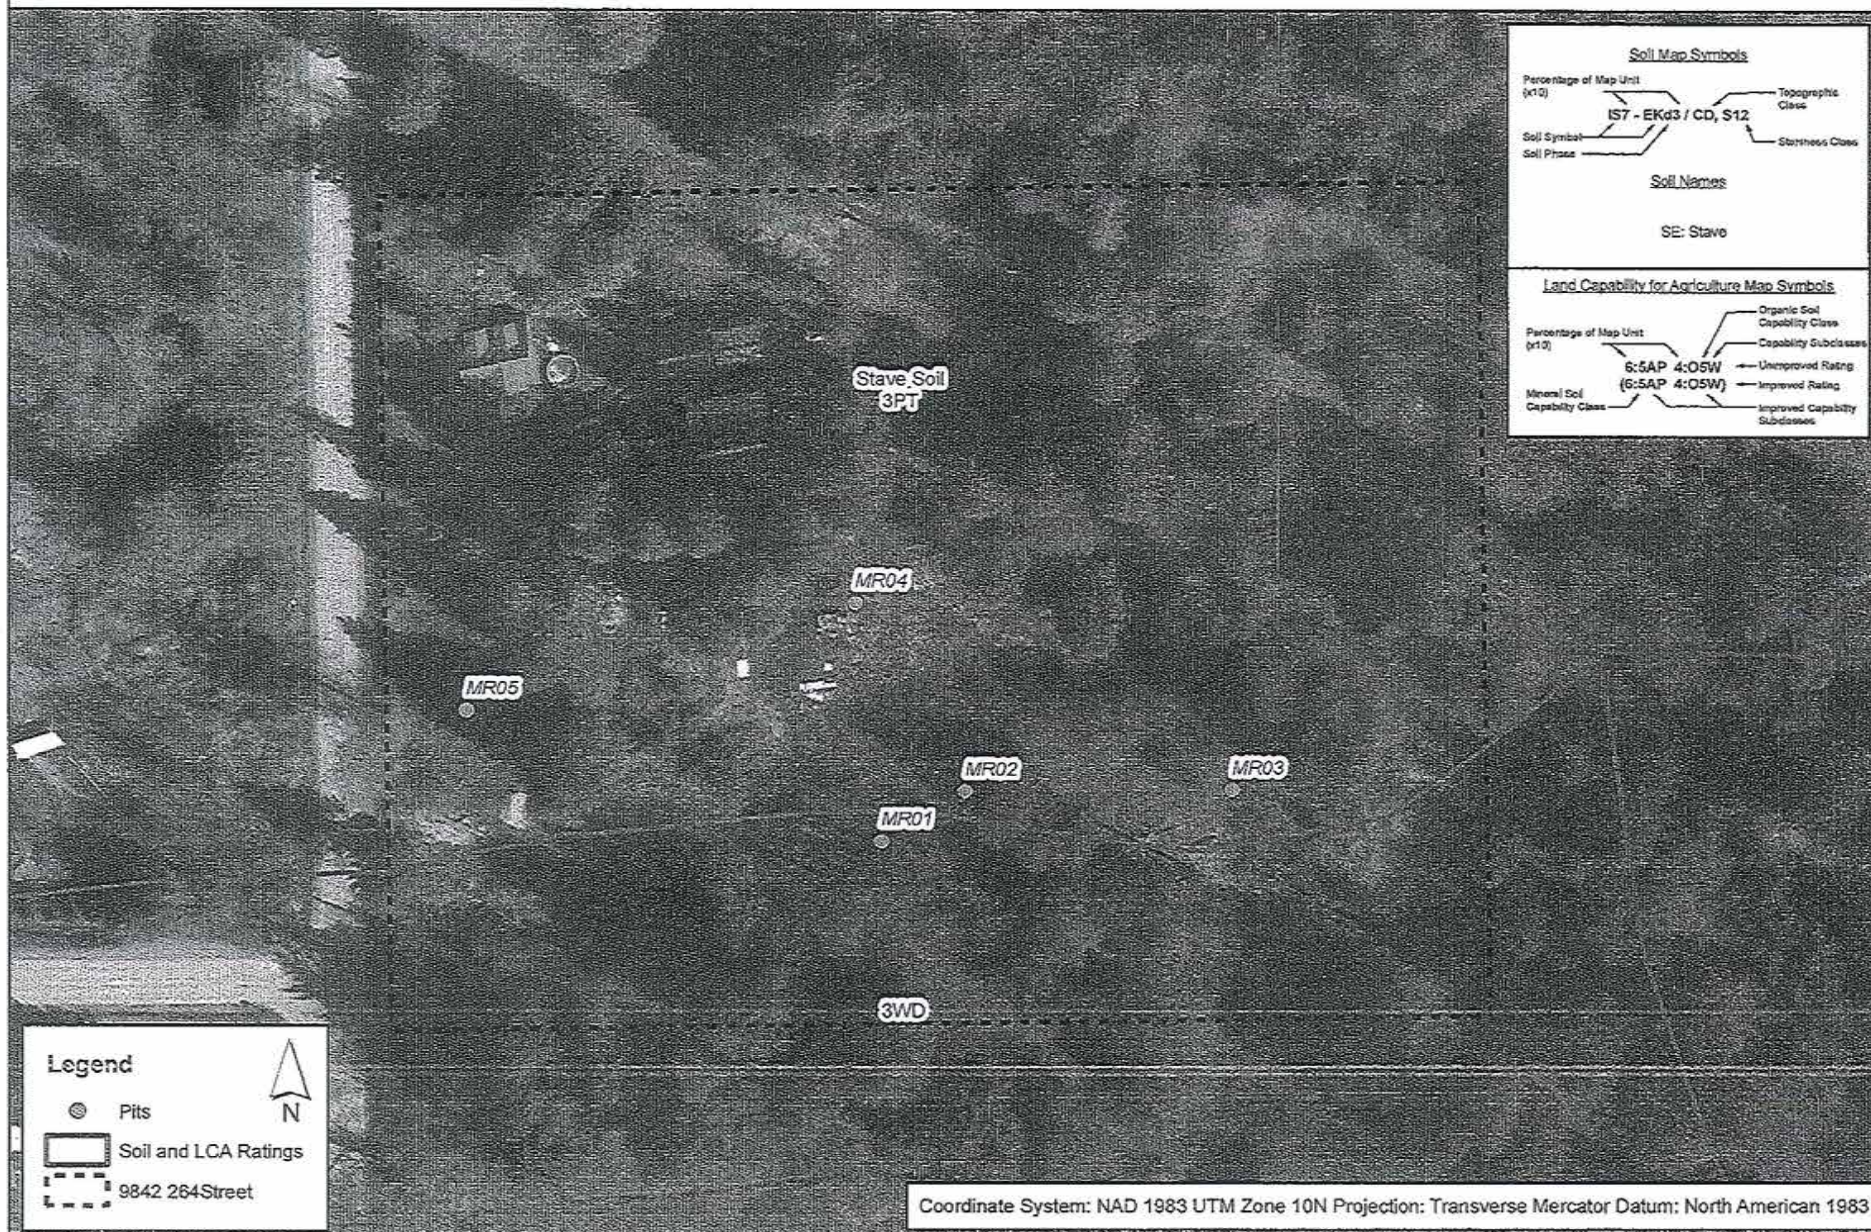 Soil Map Symbols
Percentage of Map Unit
(x10)
Topographic
Class
IS7 - EKd3 / CD, S12
Soil Symbol
Soil Phase
Stoniness Class
Soil Names
SE: Stave
Land Capability for Agriculture Map Symbols
Organic Soil
Capability Class
Percentage of Map Unit
(x10)
Capability Subclasses
6:5AP 4:O5W
Unimproved Rating
(6:5AP 4:O5W)
Improved Rating
Mineral Soil
Capability Class
Improved Capability
Subclasses
Stave Soil
3PT
MR04
MR05
MR02
MR03
MR01
3WD
Legend
N
Pits
Soil and LCA Ratings
9842 264Street
Coordinate System: NAD 1983 UTM Zone 10N Projection: Transverse Mercator Datum: North American 1983